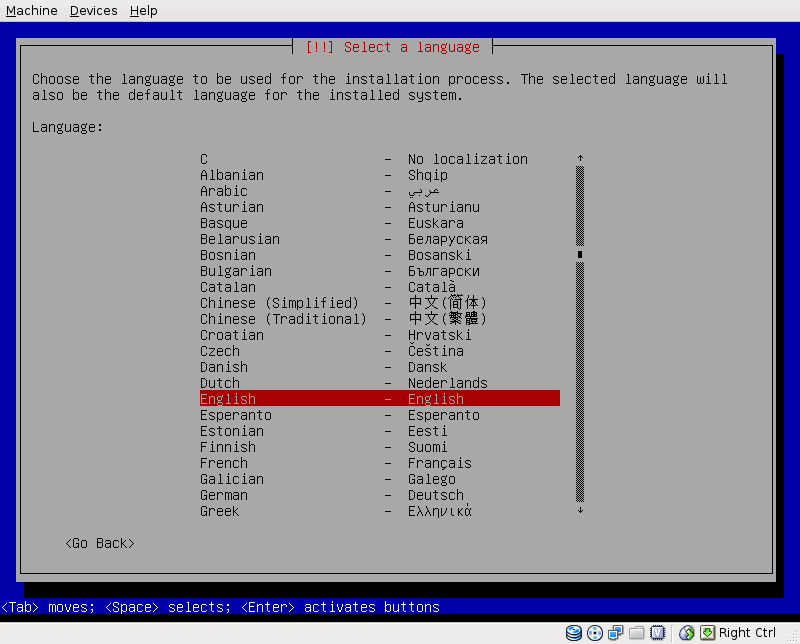 Machine Devices Help
[!!] Select a language
Choose the language to be used for the installation process. The selected language will
also be the default language for the installed system.
Language:
C - No localization
Albanian - Shqip
Arabic - عربي
Asturian - Asturianu
Basque - Euskara
Belarusian - Беларуская
Bosnian - Bosanski
Bulgarian - Български
Catalan - Català
Chinese (Simplified) - 中文(简体)
Chinese (Traditional) - 中文(繁體)
Croatian - Hrvatski
Czech - Čeština
Danish - Dansk
Dutch - Nederlands
English - English
Esperanto - Esperanto
Estonian - Eesti
Finnish - Suomi
French - Français
Galician - Galego
German - Deutsch
Greek - Ελληνικά
<Go Back>
<Tab> moves; <Space> selects; <Enter> activates buttons
Right Ctrl